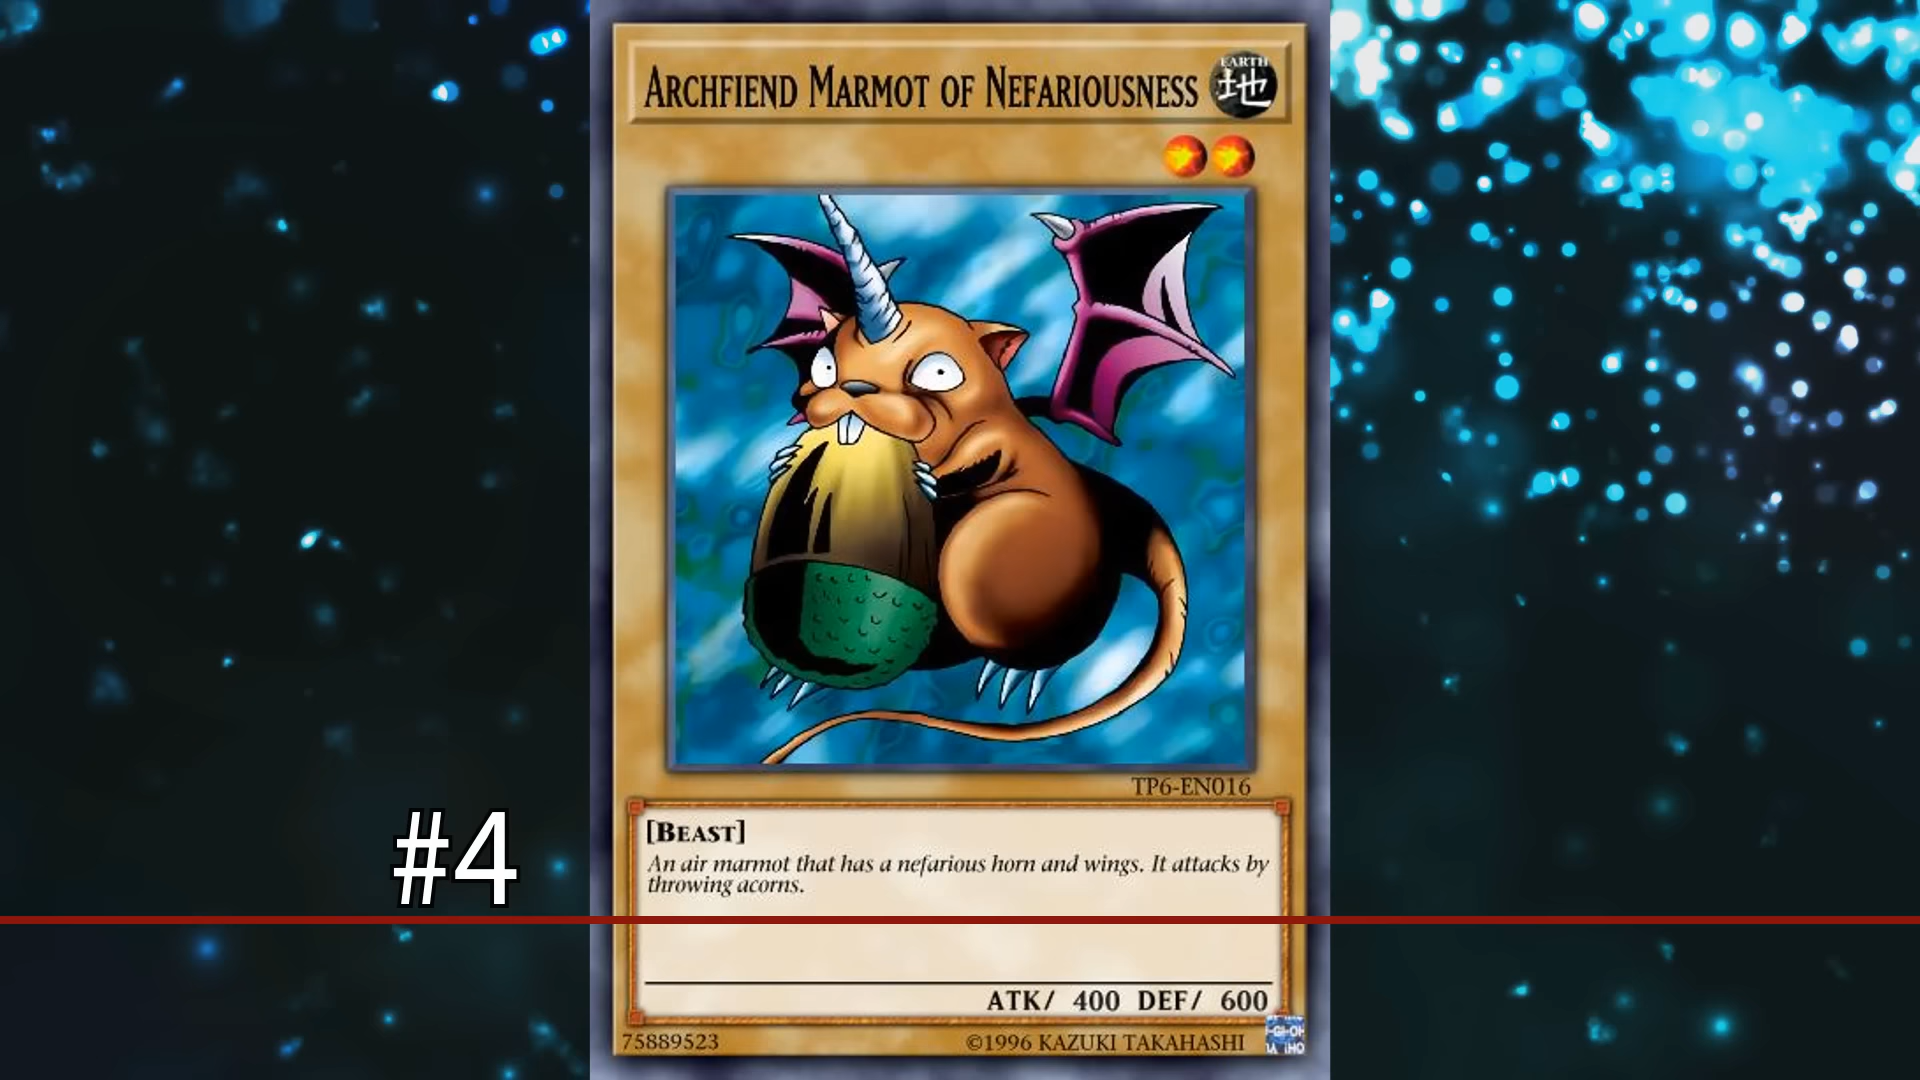 ARCHFIEND MARMOT OF NEFARIOUSNESS
EARTH
地
TP6-EN016
#4
[BEAST]
An air marmot that has a nefarious horn and wings. It attacks by
throwing acorns.
ATK/ 400 DEF/ 600
75889523
©1996 KAZUKI TAKAHASHI